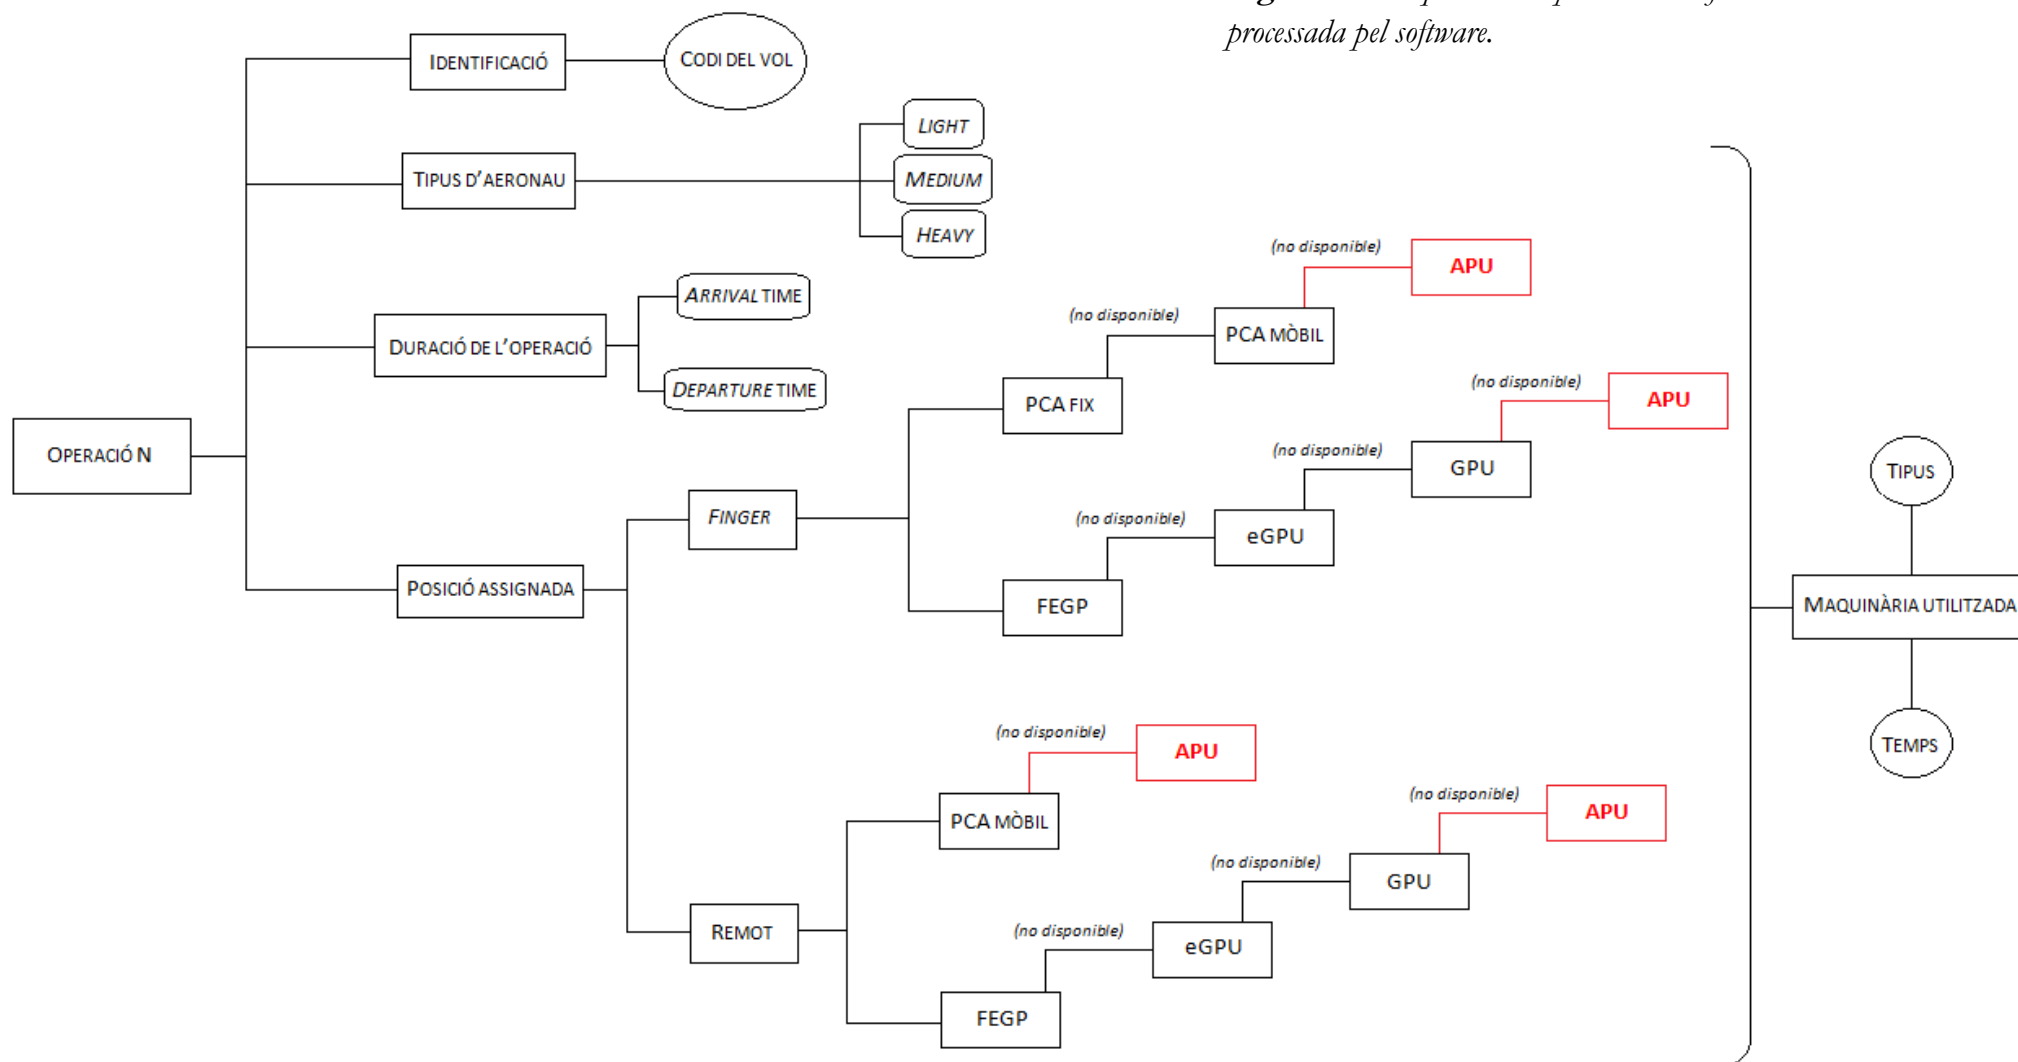 processada pel software.
IDENTIFICACIÓ
CODI DEL VOL
LIGHT
TIPUS D'AERONAU
MEDIUM
HEAVY
(no disponible)
APU
ARRIVAL TIME
(no disponible)
PCA MÒBIL
DURACIÓ DE L'OPERACIÓ
DEPARTURE TIME
PCA FIX
(no disponible)
APU
OPERACIÓ N
(no disponible)
GPU
TIPUS
FINGER
(no disponible)
eGPU
POSICIÓ ASSIGNADA
FEGP
MAQUINÀRIA UTILITZADA
(no disponible)
APU
TEMPS
PCA MÒBIL
(no disponible)
APU
(no disponible)
GPU
REMOT
(no disponible)
eGPU
FEGP